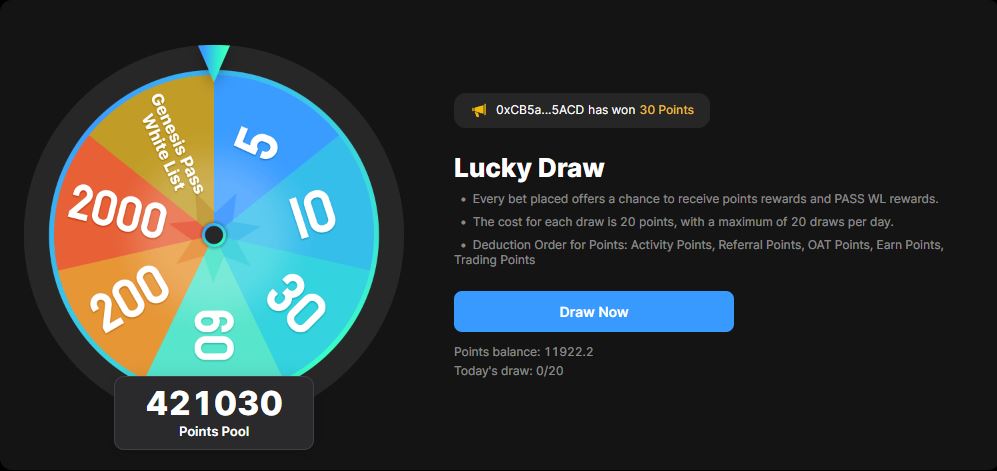 Genesis Pass
White List
5
10
30
60
200
2000
421030
Points Pool
0xCB5a...5ACD has won 30 Points
Lucky Draw
• Every bet placed offers a chance to receive points rewards and PASS WL rewards.
• The cost for each draw is 20 points, with a maximum of 20 draws per day.
• Deduction Order for Points: Activity Points, Referral Points, OAT Points, Earn Points,
Trading Points
Draw Now
Points balance: 11922.2
Today's draw: 0/20